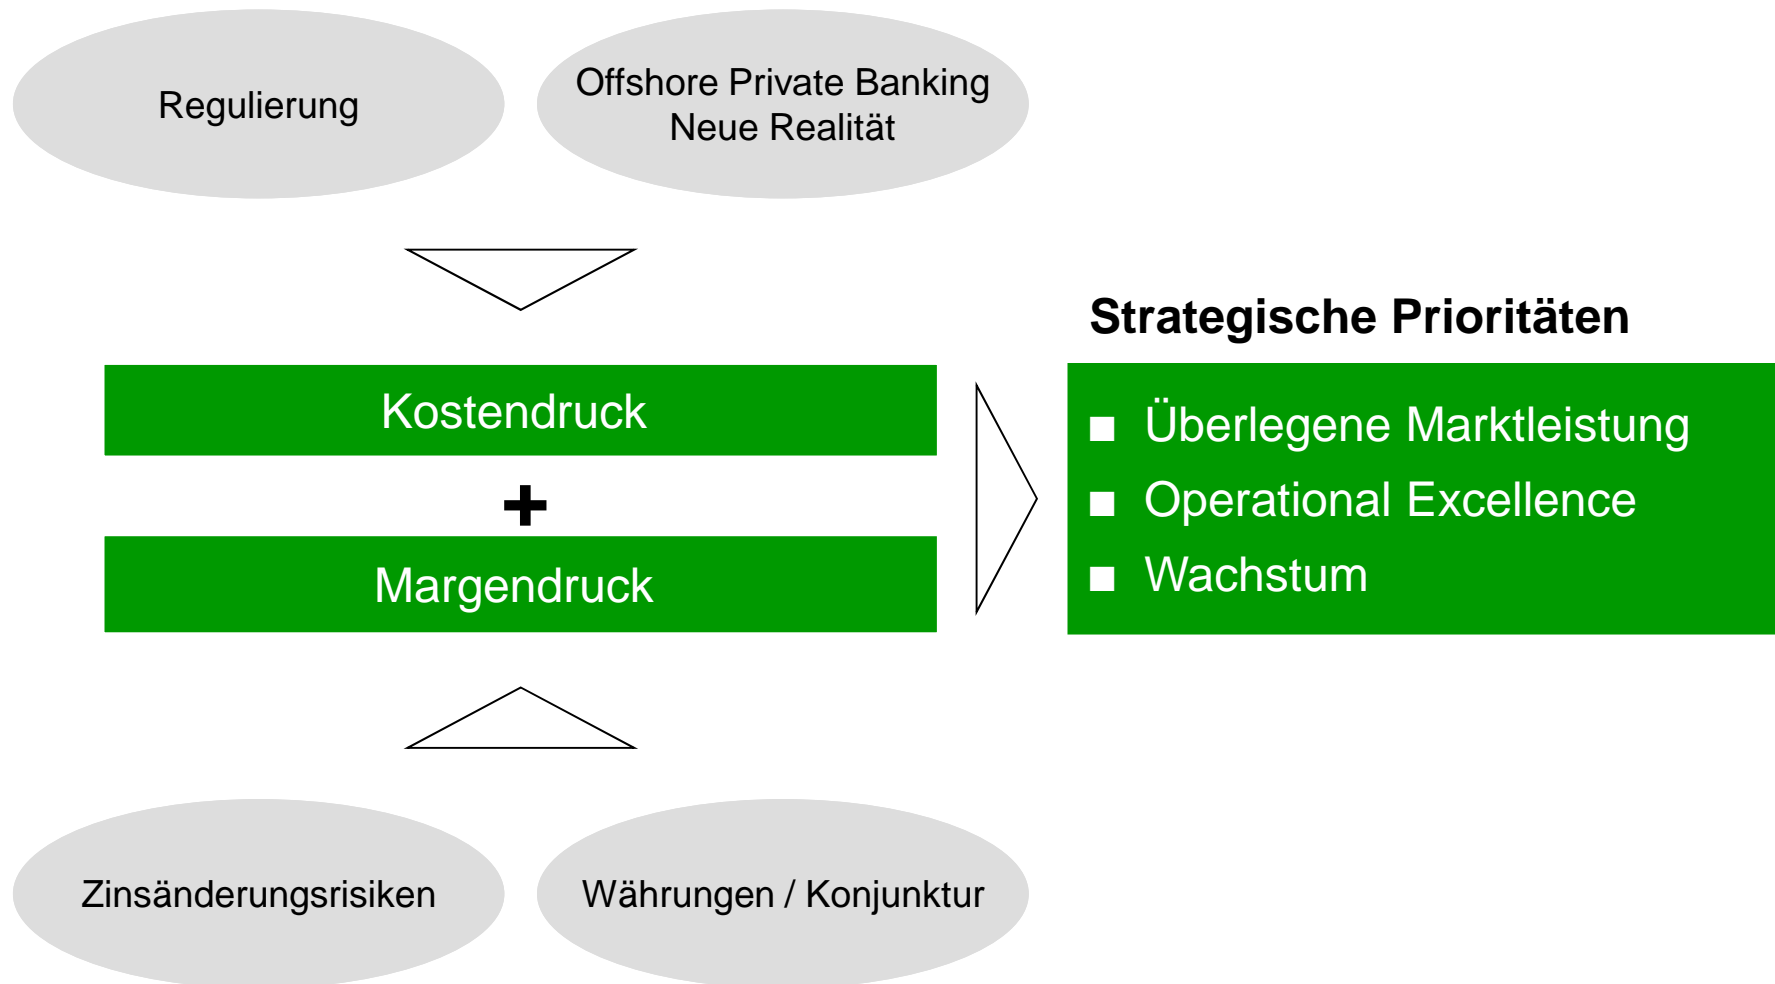 Regulierung
Offshore Private Banking
Neue Realität
Kostendruck
+
Margendruck
Strategische Prioritäten
■ Überlegene Marktleistung
■ Operational Excellence
■ Wachstum
Zinsänderungsrisiken
Währungen / Konjunktur